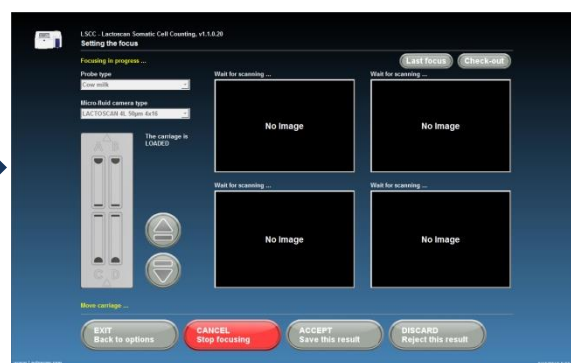 LSCC - Lactoscan Somatic Cell Counting, v1.1.0.20
Setting the focus
Focusing in progress ...
Last focus
Check-out
Probe type
Cow milk
Micro-fluid camera type
LACTOSCAN 4L 50µm 4x16
The carriage is
LOADED
A B
C D
Wait for scanning ...
No Image
Wait for scanning ...
No Image
Wait for scanning ...
No Image
Wait for scanning ...
No Image
Move carriage ...
EXIT
Back to options
CANCEL
Stop focusing
ACCEPT
Save this result
DISCARD
Reject this result